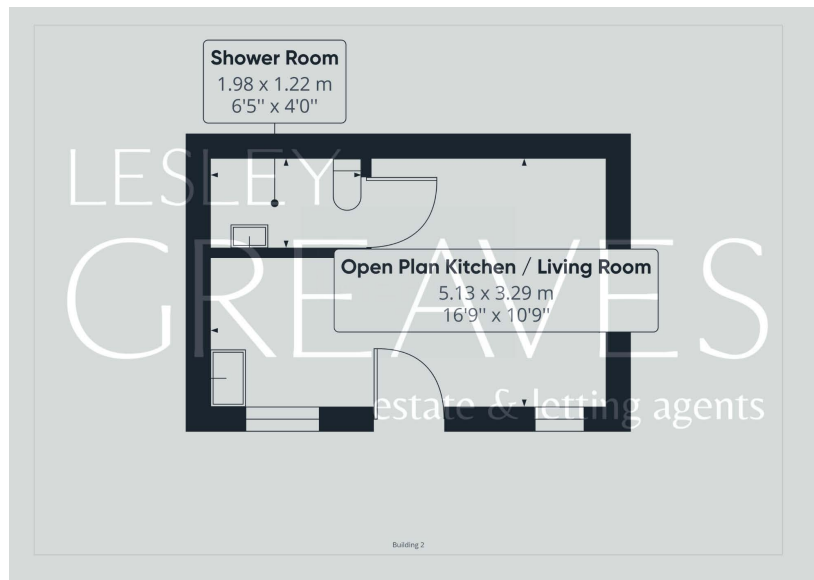 Shower Room
1.98 x 1.22 m
6'5'' x 4'0''
LESLEY
GREAVES
estate & letting agents
Open Plan Kitchen / Living Room
5.13 x 3.29 m
16'9'' x 10'9''
Building 2